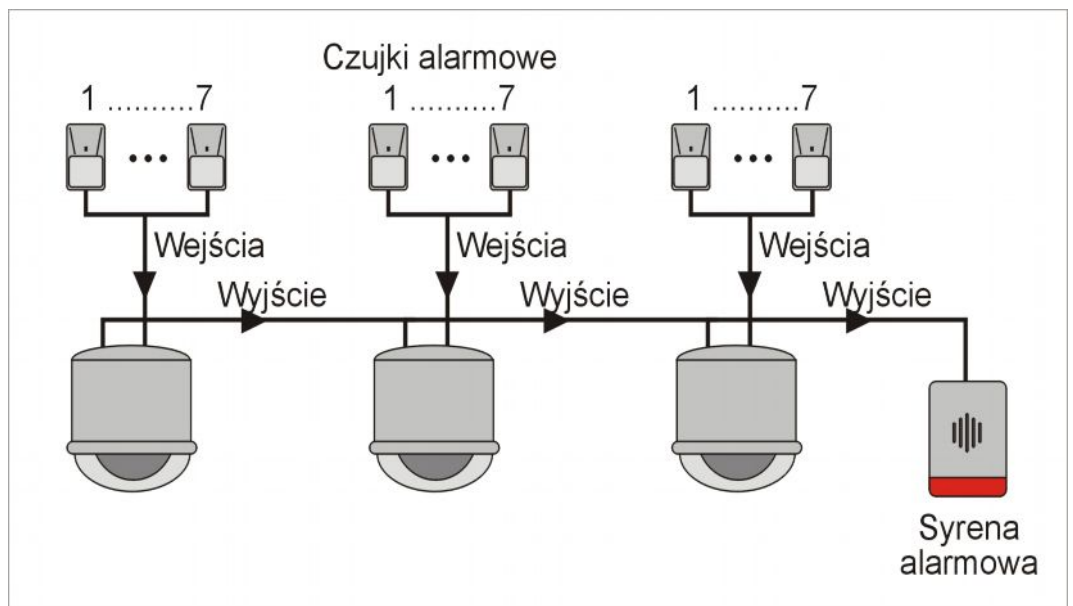 Czujki alarmowe
1 ..........7
1 ..........7
1 ..........7
Wejścia
Wejścia
Wejścia
Wyjście
Wyjście
Wyjście
Syrena
alarmowa